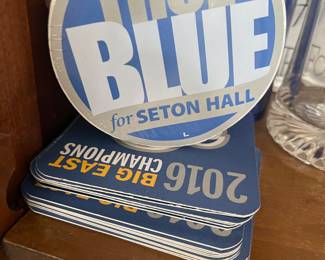 BLUE
for SETON HALL
L
2016
BIG EAST
CHAMPIONS